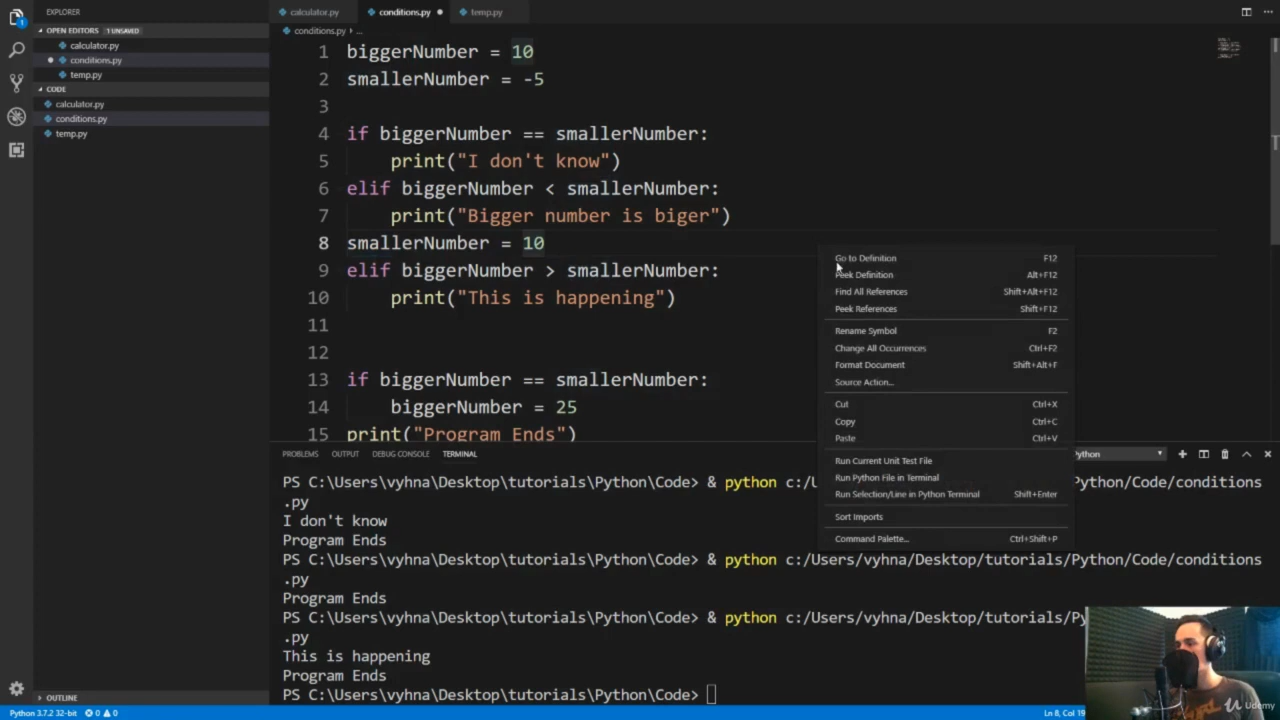 EXPLORER
OPEN EDITORS 1 UNSAVED
calculator.py
conditions.py
temp.py
CODE
calculator.py
conditions.py
temp.py
OUTLINE
calculator.py
conditions.py
temp.py
conditions.py > ...
1 biggerNumber = 10
2 smallerNumber = -5
3
4 if biggerNumber == smallerNumber:
5 print("I don't know")
6 elif biggerNumber < smallerNumber:
7 print("Bigger number is biger")
8 smallerNumber = 10
9 elif biggerNumber > smallerNumber:
10 print("This is happening")
11
12
13 if biggerNumber == smallerNumber:
14 biggerNumber = 25
15 print("Program Ends")
Go to Definition F12
Peek Definition Alt+F12
Find All References Shift+Alt+F12
Peek References Shift+F12
Rename Symbol F2
Change All Occurrences Ctrl+F2
Format Document Shift+Alt+F
Source Action...
Cut Ctrl+X
Copy Ctrl+C
Paste Ctrl+V
Run Current Unit Test File
Run Python File in Terminal
Run Selection/Line in Python Terminal Shift+Enter
Sort Imports
Command Palette... Ctrl+Shift+P
PROBLEMS OUTPUT DEBUG CONSOLE TERMINAL
Python
PS C:\Users\vyhna\Desktop\tutorials\Python\Code> & python c:/U Python/Code/conditions
.py
I don't know
Program Ends
PS C:\Users\vyhna\Desktop\tutorials\Python\Code> & python c:/Users/vyhna/Desktop/tutorials/Python/Code/conditions
.py
Program Ends
PS C:\Users\vyhna\Desktop\tutorials\Python\Code> & python c:/Users/vyhna/Desktop/tutorials/Py
.py
This is happening
Program Ends
PS C:\Users\vyhna\Desktop\tutorials\Python\Code>
Python 3.7.2 32-bit 0 0
Ln 8, Col 19
Udemy